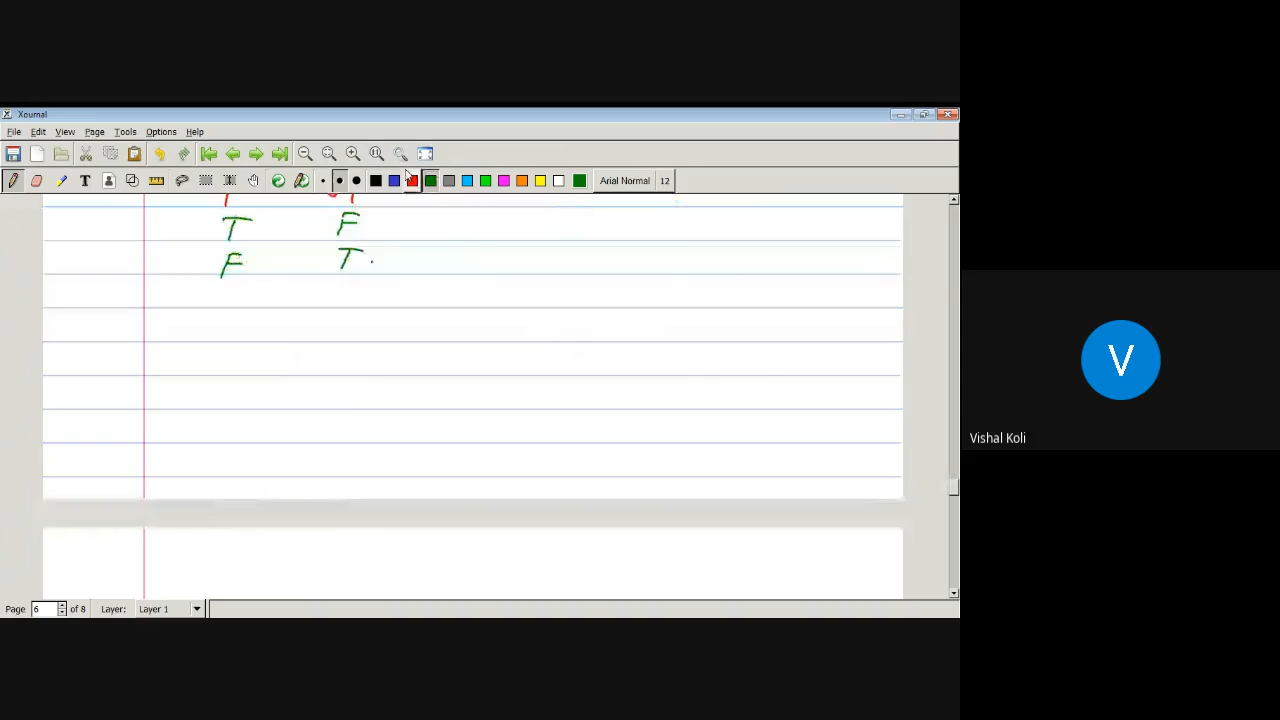 Xournal
File Edit View Page Tools Options Help
T Arial Normal 12
T F
F T
Page 6 of 8 Layer: Layer 1
V
Vishal Koli